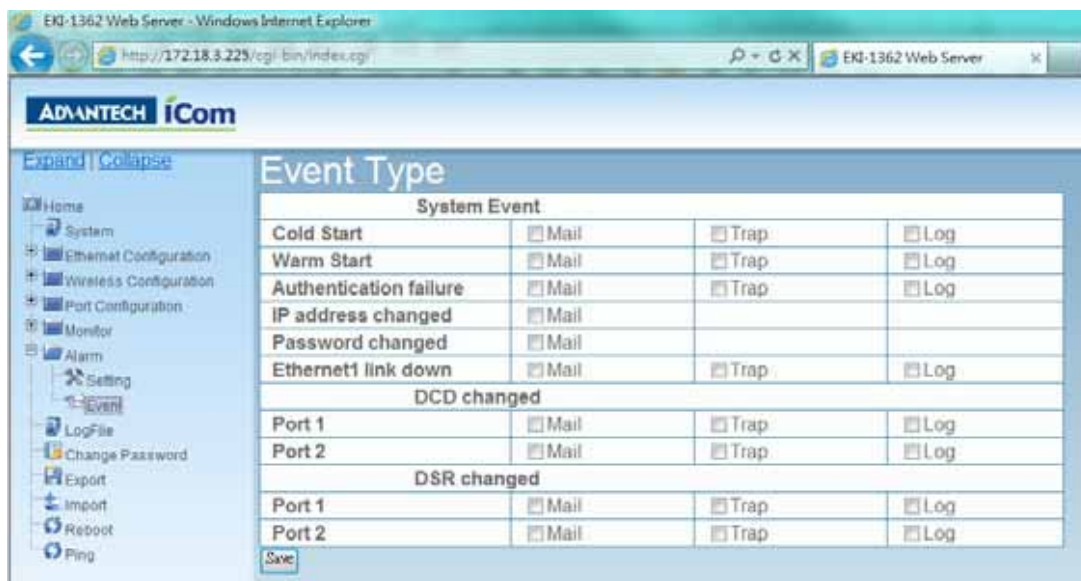 EKI-1362 Web Server - Windows Internet Explorer
http://172.18.3.225/cgi-bin/index.cgi/
EKI-1362 Web Server
ADVANTECH iCom
Expand | Collapse
Home
System
Ethernet Configuration
Wireless Configuration
Port Configuration
Monitor
Alarm
Setting
Event
LogFile
Change Password
Export
Import
Reboot
Ping
Event Type
System Event
Cold Start Mail Trap Log
Warm Start Mail Trap Log
Authentication failure Mail Trap Log
IP address changed Mail
Password changed Mail
Ethernet1 link down Mail Trap Log
DCD changed
Port 1 Mail Trap Log
Port 2 Mail Trap Log
DSR changed
Port 1 Mail Trap Log
Port 2 Mail Trap Log
Save